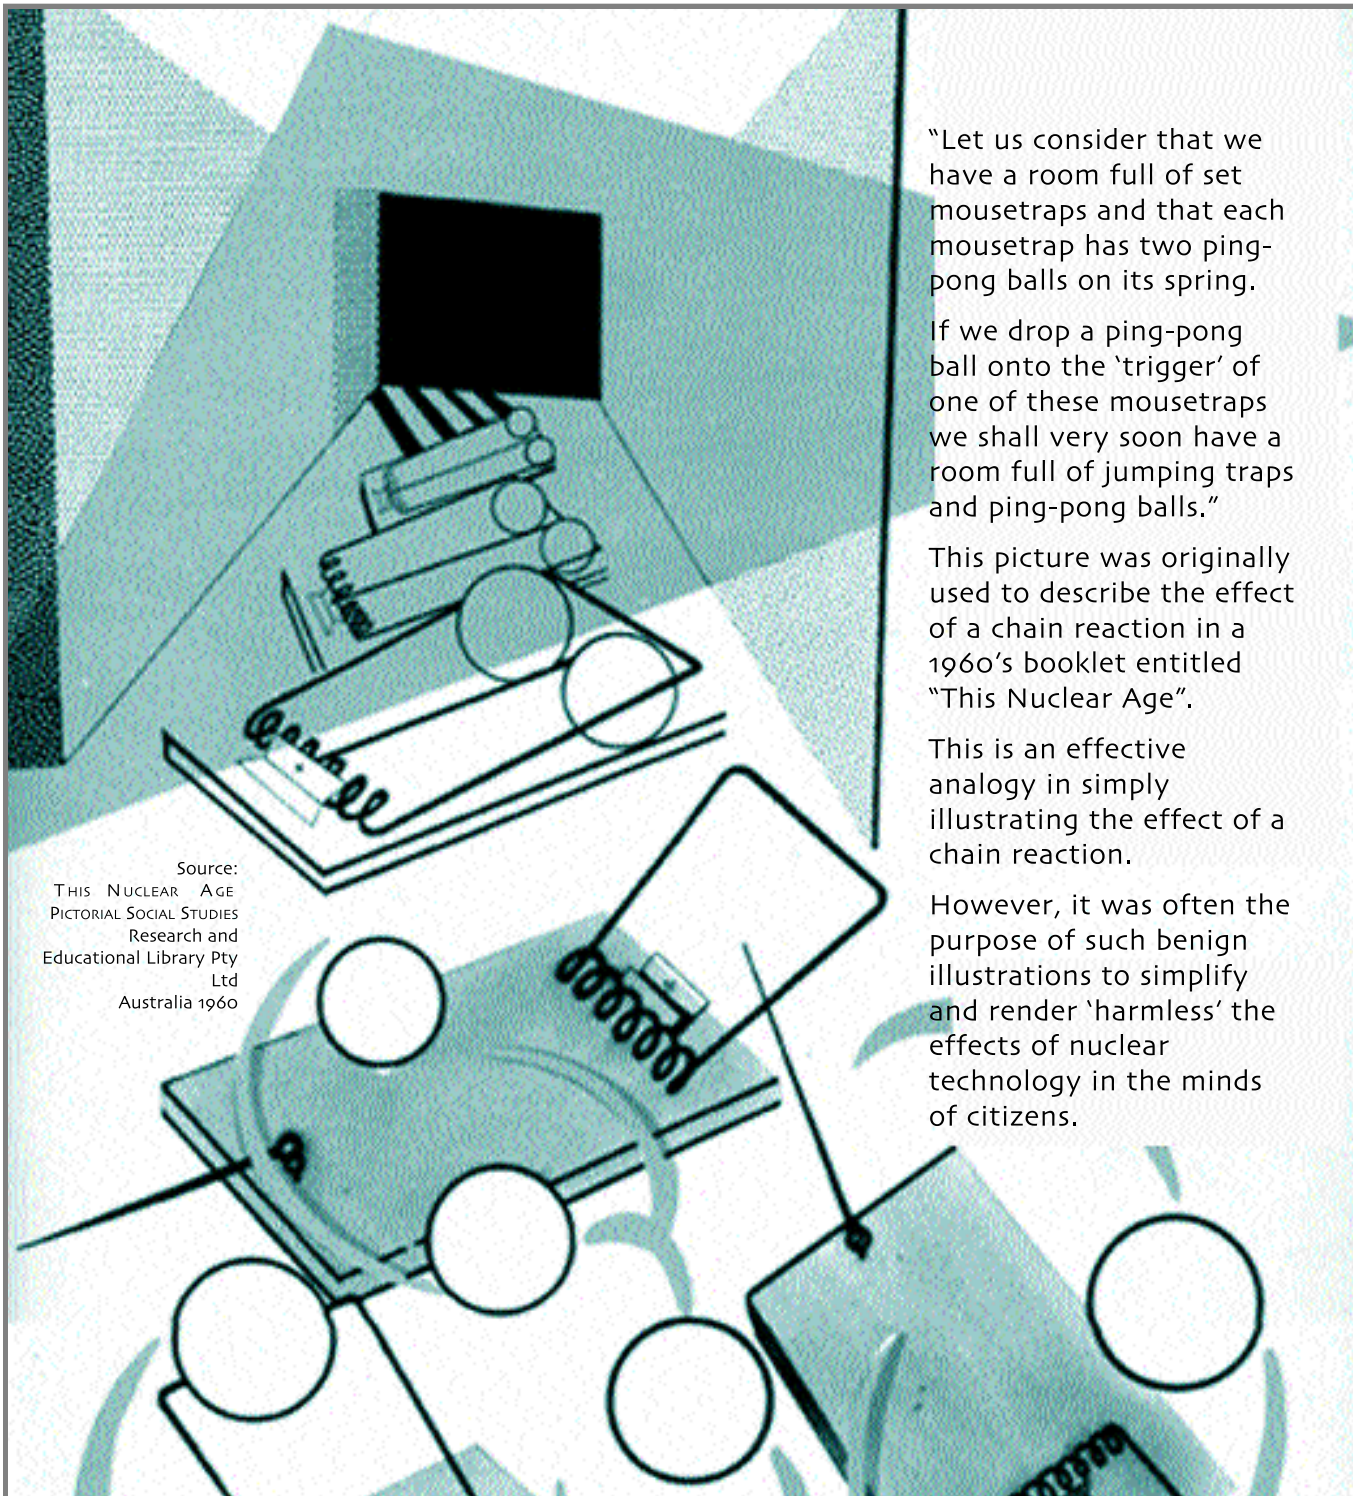 “Let us consider that we
have a room full of set
mousetraps and that each
mousetrap has two ping-
pong balls on its spring.
If we drop a ping-pong
ball onto the ‘trigger’ of
one of these mousetraps
we shall very soon have a
room full of jumping traps
and ping-pong balls.”
This picture was originally
used to describe the effect
of a chain reaction in a
1960’s booklet entitled
“This Nuclear Age”.
This is an effective
analogy in simply
illustrating the effect of a
chain reaction.
However, it was often the
purpose of such benign
illustrations to simplify
and render ‘harmless’ the
effects of nuclear
technology in the minds
of citizens.
Source:
THIS NUCLEAR AGE
PICTORIAL SOCIAL STUDIES
Research and
Educational Library Pty
Ltd
Australia 1960